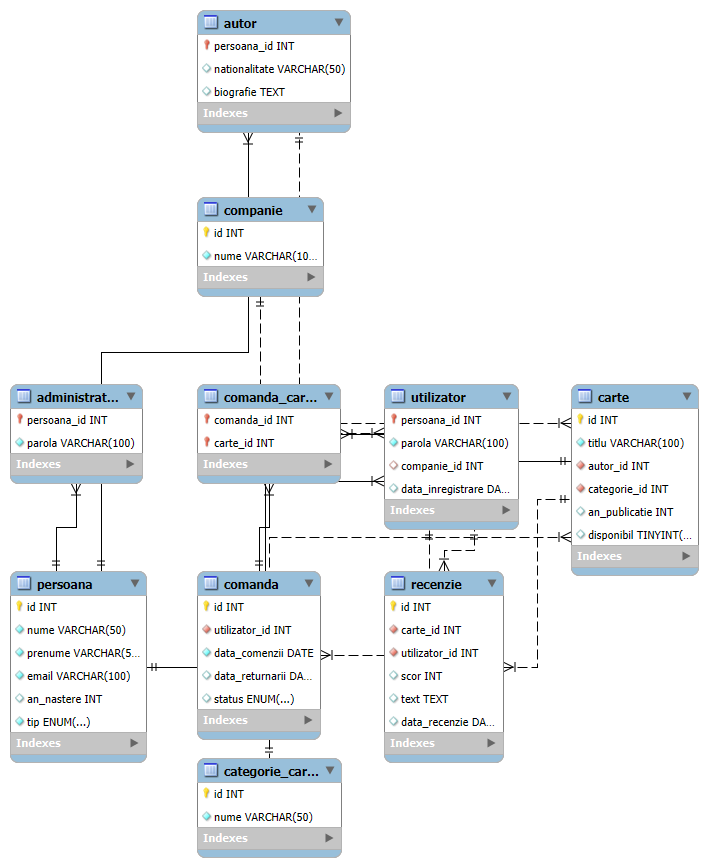 autor
persoana_id INT
nationalitate VARCHAR(50)
biografie TEXT
Indexes
companie
id INT
nume VARCHAR(10...
Indexes
administrat...
persoana_id INT
parola VARCHAR(100)
Indexes
comanda_car...
comanda_id INT
carte_id INT
Indexes
utilizator
persoana_id INT
parola VARCHAR(100)
companie_id INT
data_inregistrare DA...
Indexes
carte
id INT
titlu VARCHAR(100)
autor_id INT
categorie_id INT
an_publicatie INT
disponibil TINYINT(...
Indexes
persoana
id INT
nume VARCHAR(50)
prenume VARCHAR(5...
email VARCHAR(100)
an_nastere INT
tip ENUM(...)
Indexes
comanda
id INT
utilizator_id INT
data_comenzii DATE
data_returnarii DA...
status ENUM(...)
Indexes
recenzie
id INT
carte_id INT
utilizator_id INT
scor INT
text TEXT
data_recenzie DA...
Indexes
categorie_car...
id INT
nume VARCHAR(50)
Indexes